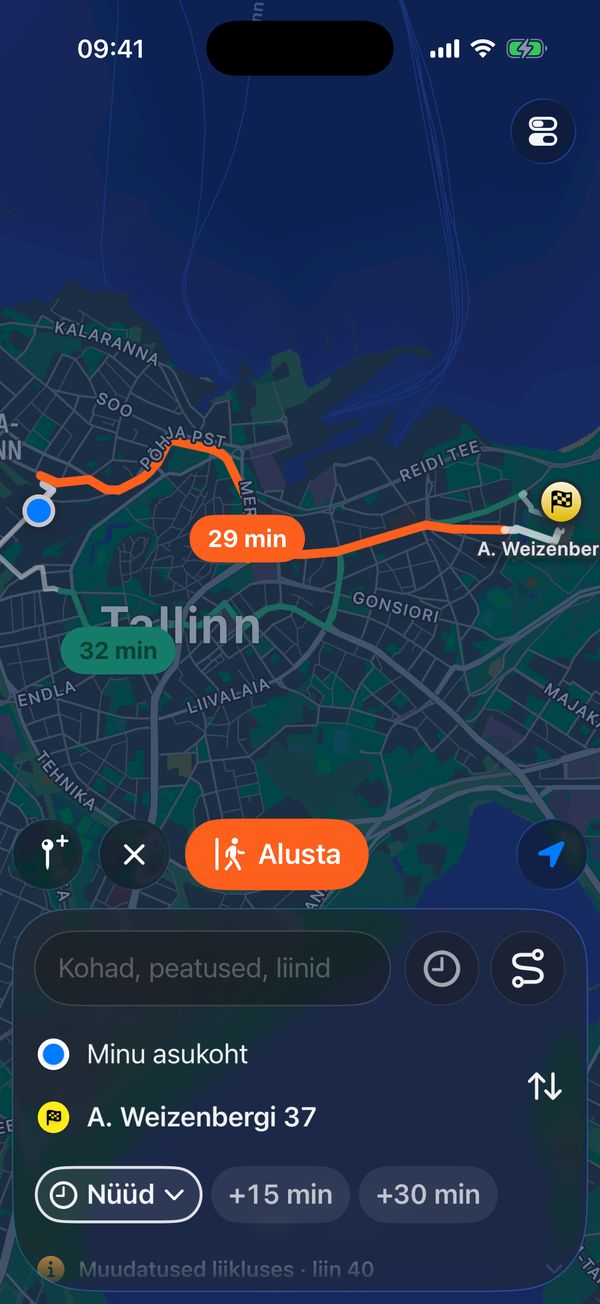 09:41
KALARANNA
SOO
PÕHJA PST
REIDI TEE
29 min
A. Weizenber
GONSIORI
Tallinn
32 min
ENDLA
LIIVALAIA
MAJAKA
TEHNIKA
Alusta
Kohad, peatused, liinid
Minu asukoht
A. Weizenbergi 37
Nüüd
+15 min
+30 min
Muudatused liikluses · liin 40